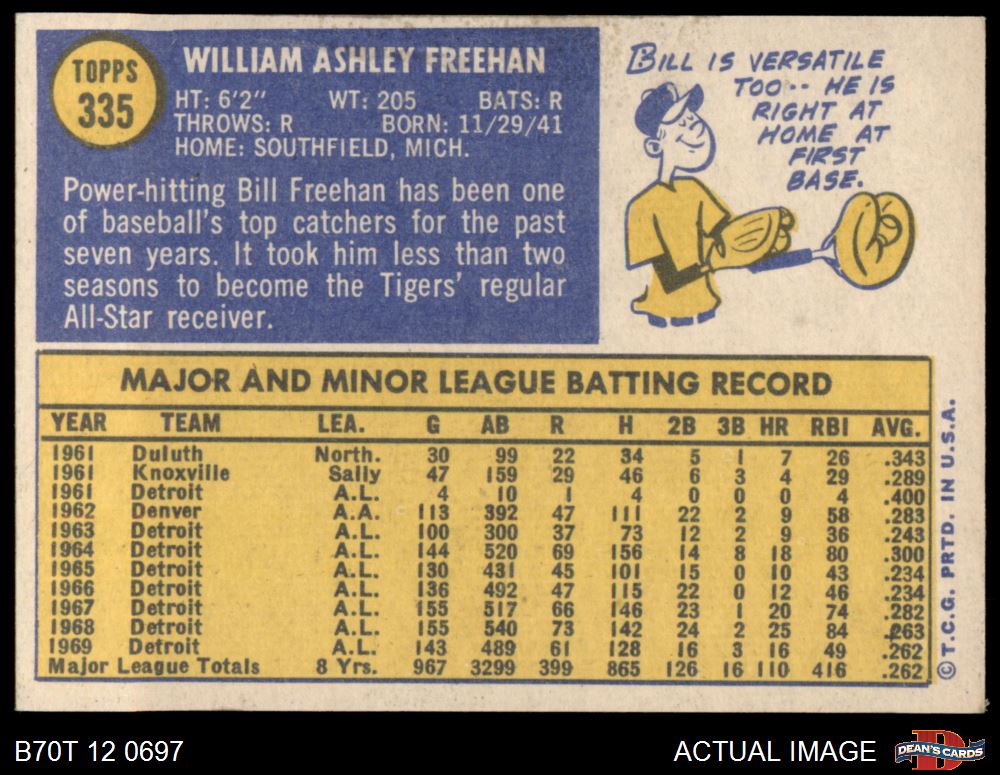 TOPPS
335
WILLIAM ASHLEY FREEHAN
HT: 6'2" WT: 205 BATS: R
THROWS: R BORN: 11/29/41
HOME: SOUTHFIELD, MICH.
Power-hitting Bill Freehan has been one
of baseball's top catchers for the past
seven years. It took him less than two
seasons to become the Tigers' regular
All-Star receiver.
BILL IS VERSATILE
TOO-- HE IS
RIGHT AT
HOME AT
FIRST
BASE.
MAJOR AND MINOR LEAGUE BATTING RECORD
YEAR TEAM LEA. G AB R H 2B 3B HR RBI AVG.
1961 Duluth North. 30 99 22 34 5 1 7 26 .343
1961 Knoxville Sally 47 159 29 46 6 3 4 29 .289
1961 Detroit A.L. 4 10 1 4 0 0 0 4 .400
1962 Denver A.A. 113 392 47 111 22 2 9 58 .283
1963 Detroit A.L. 100 300 37 73 12 2 9 36 .243
1964 Detroit A.L. 144 520 69 156 14 8 18 80 .300
1965 Detroit A.L. 130 431 45 101 15 0 10 43 .234
1966 Detroit A.L. 136 492 47 115 22 0 12 46 .234
1967 Detroit A.L. 155 517 66 146 23 1 20 74 .282
1968 Detroit A.L. 155 540 73 142 24 2 25 84 .263
1969 Detroit A.L. 143 489 61 128 16 3 16 49 .262
Major League Totals 8 Yrs. 967 3299 399 865 126 16 110 416 .262
© T.C.G. PRTD. IN U.S.A.
B70T 12 0697
ACTUAL IMAGE
DEAN'S CARDS